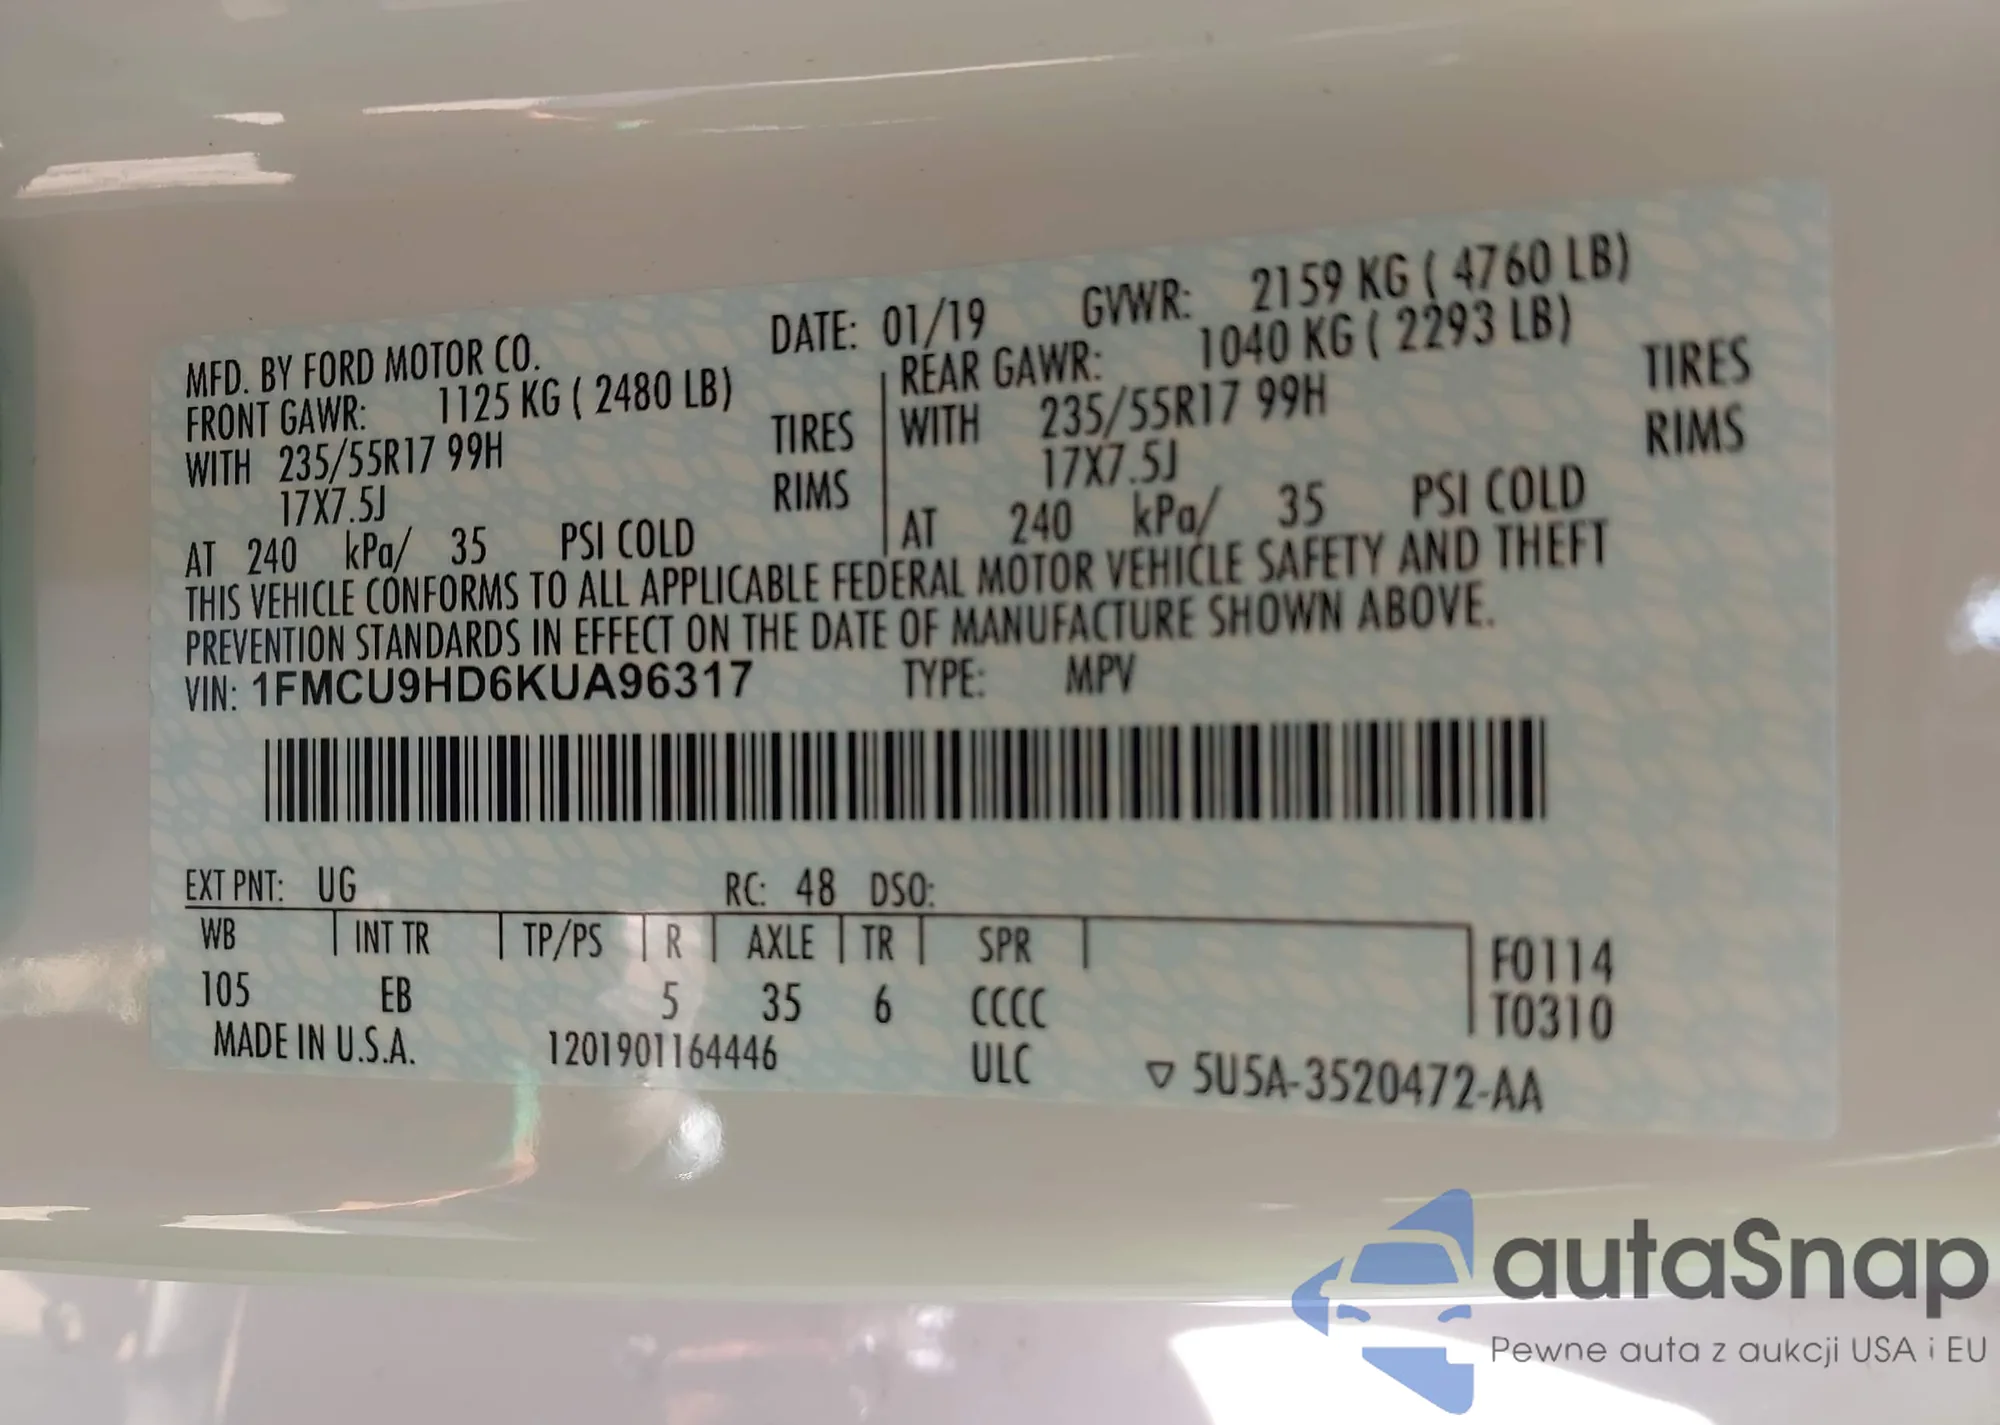 MFD. BY FORD MOTOR CO. DATE: 01/19 GVWR: 2159 KG ( 4760 LB)
FRONT GAWR: 1125 KG ( 2480 LB) REAR GAWR: 1040 KG ( 2293 LB)
WITH 235/55R17 99H TIRES WITH 235/55R17 99H TIRES
17X7.5J RIMS 17X7.5J RIMS
AT 240 kPa/ 35 PSI COLD AT 240 kPa/ 35 PSI COLD
THIS VEHICLE CONFORMS TO ALL APPLICABLE FEDERAL MOTOR VEHICLE SAFETY AND THEFT
PREVENTION STANDARDS IN EFFECT ON THE DATE OF MANUFACTURE SHOWN ABOVE.
VIN: 1FMCU9HD6KUA96317 TYPE: MPV
EXT PNT: UG RC: 48 DSO:
WB INT TR TP/PS R AXLE TR SPR F0114
105 EB 5 35 6 CCCC T0310
MADE IN U.S.A. 1201901164446 ULC ▽ 5U5A-3520472-AA
autaSnap
Pewne auta z aukcji USA i EU